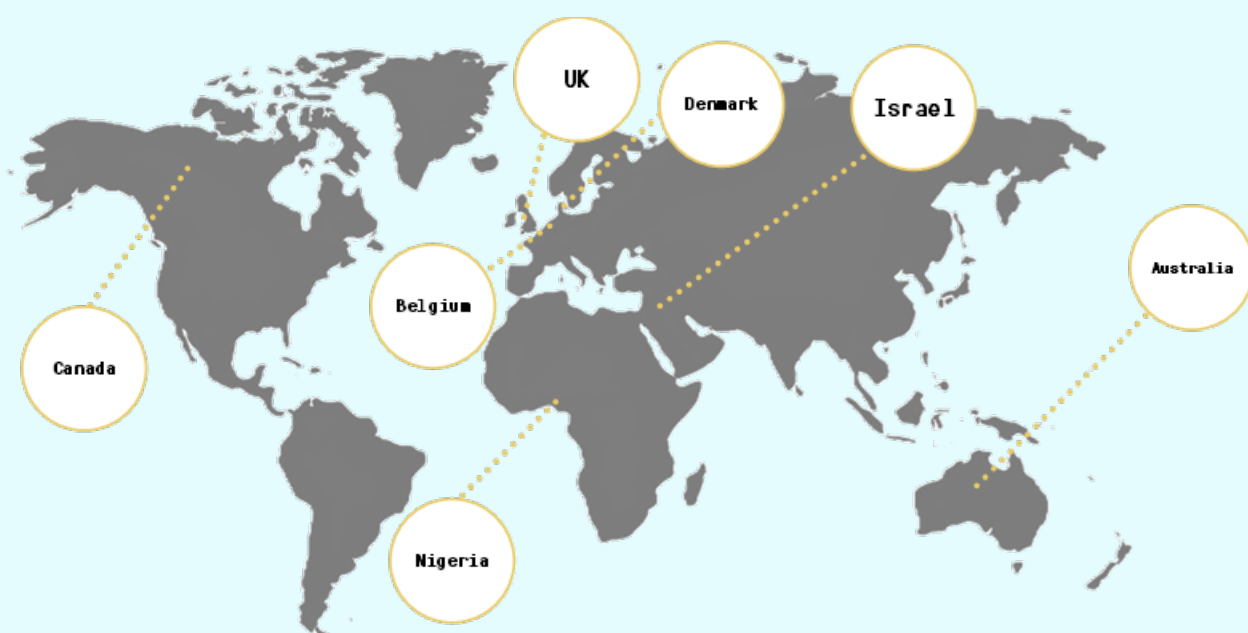 UK
Denmark
Israel
Australia
Belgium
Canada
Nigeria